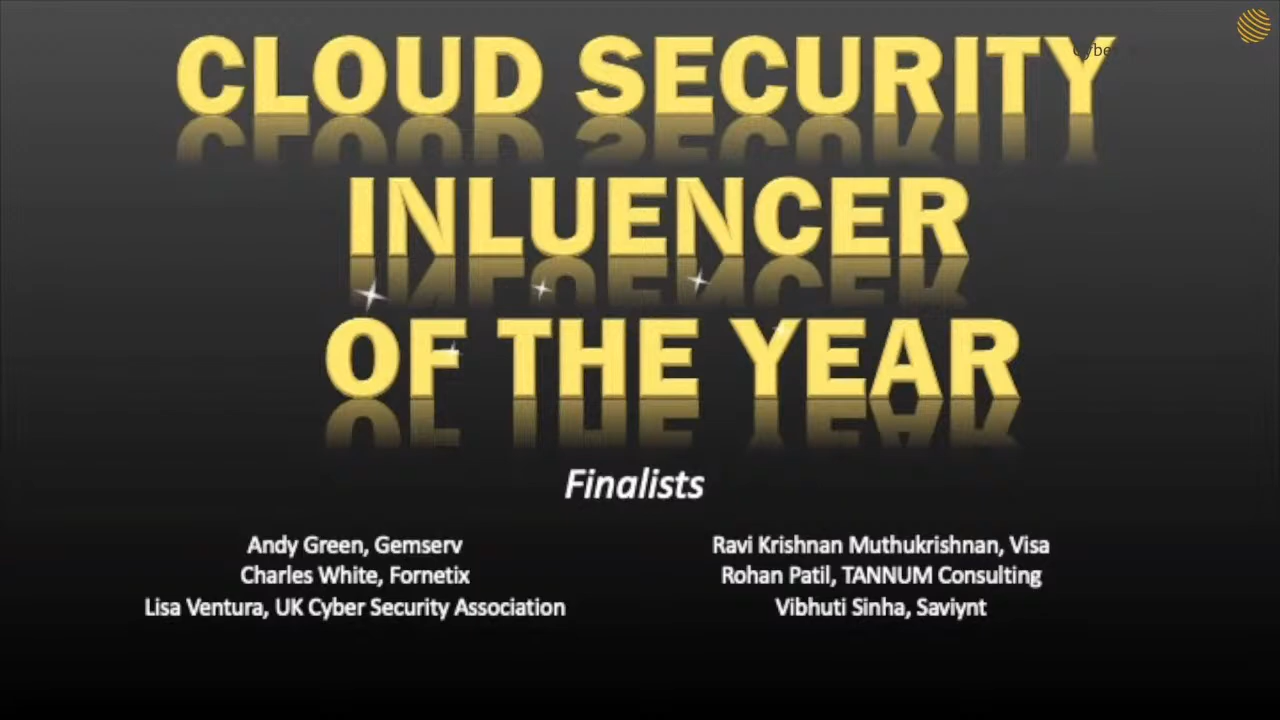 CLOUD SECURITY
INLUENCER
OF THE YEAR
Finalists
Andy Green, Gemserv
Charles White, Fornetix
Lisa Ventura, UK Cyber Security Association
Ravi Krishnan Muthukrishnan, Visa
Rohan Patil, TANNUM Consulting
Vibhuti Sinha, Saviynt